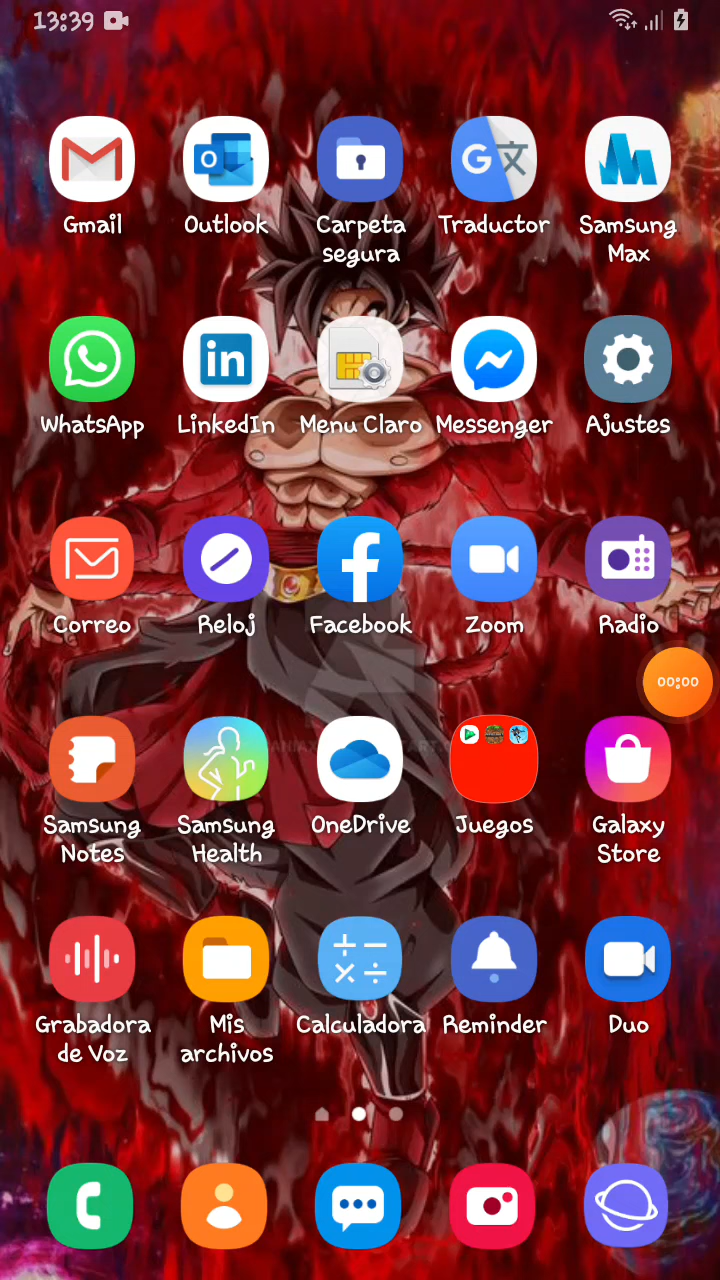 13:39
Gmail
Outlook
Carpeta segura
Traductor
Samsung Max
WhatsApp
LinkedIn
Menu Claro
Messenger
Ajustes
Correo
Reloj
Facebook
Zoom
Radio
00:00
Samsung Notes
Samsung Health
OneDrive
Juegos
Galaxy Store
Grabadora de Voz
Mis archivos
Calculadora
Reminder
Duo